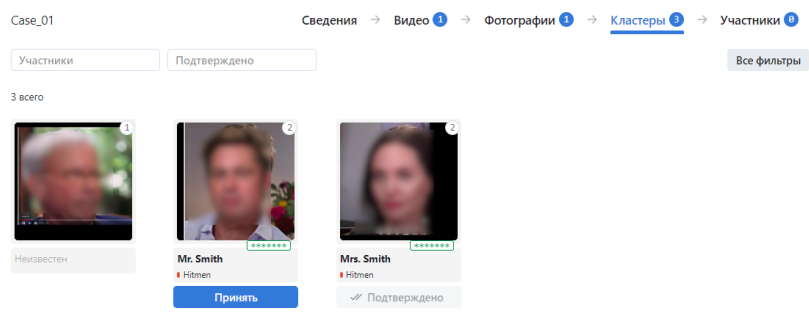 Case_01
Сведения → Видео 1 → Фотографии 1 → Кластеры 3 → Участники 0
Участники Подтверждено Все фильтры
3 всего
1 2 2
******* *******
Неизвестен Mr. Smith Mrs. Smith
Hitmen Hitmen
Принять Подтверждено